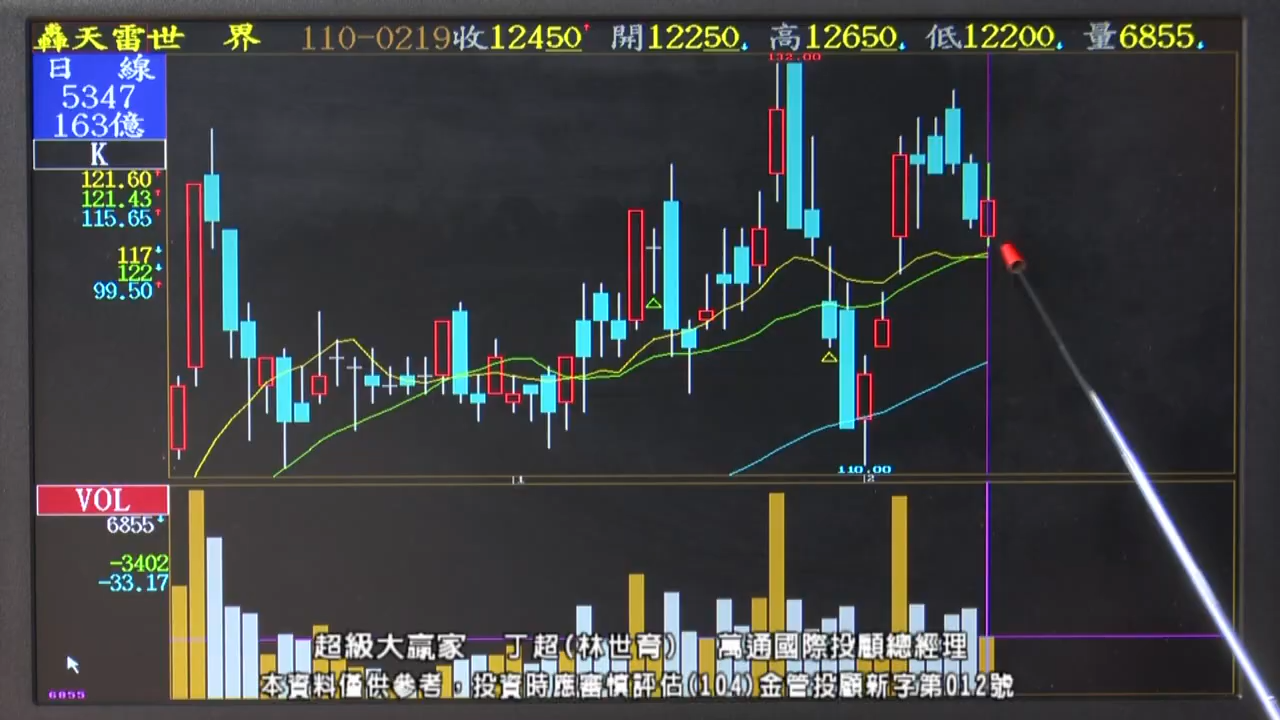 轟天雷世 界 110-0219收12450↑ 開12250↓ 高12650↓ 低12200↓ 量6855↓
日 線
5347
163億
K
121.60↑
121.43↑
115.65↑
117↓
122↓
99.50↑
132.00
110.00
1
2
VOL
6855↓
-3402
-33.17
6855
超級大贏家 丁超(林世育) 萬通國際投顧總經理
本資料僅供參考，投資時應審慎評估(104)金管投顧新字第012號